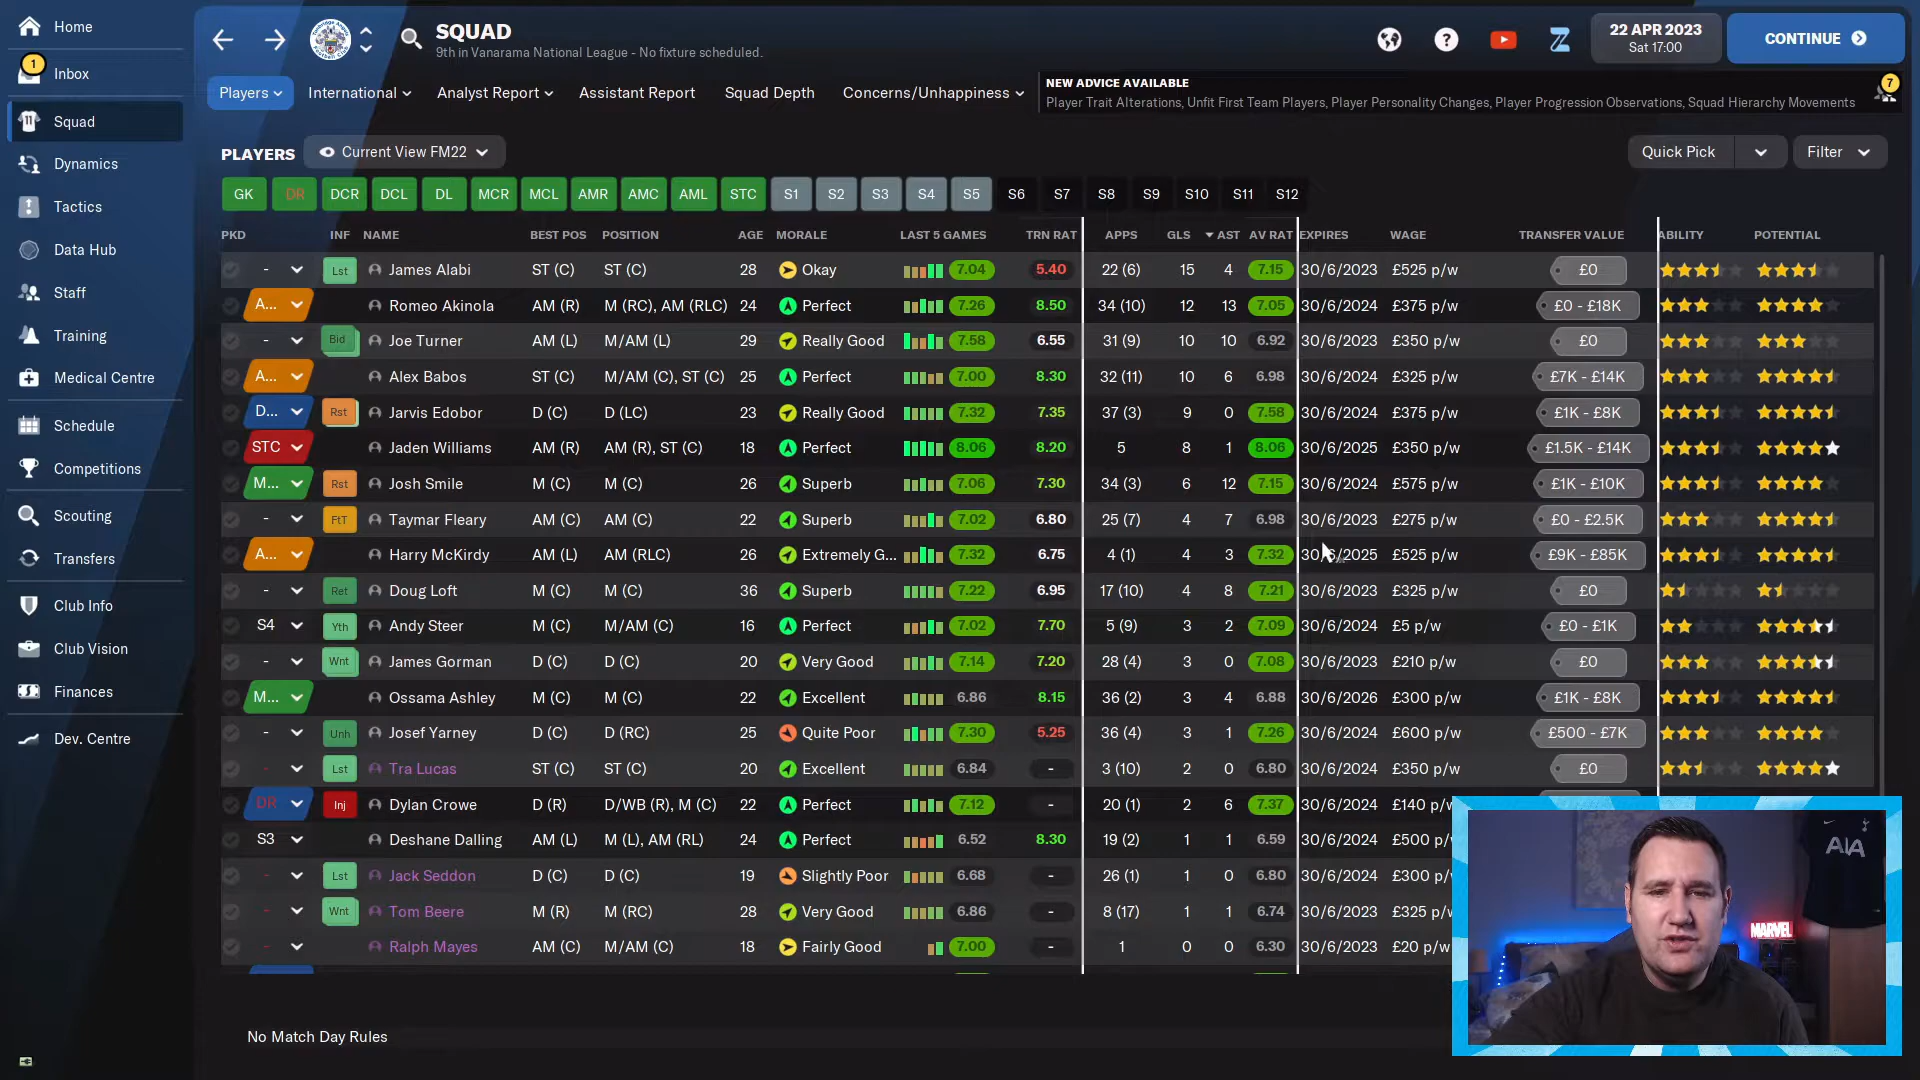 Home
1
Inbox
Squad
Dynamics
Tactics
Data Hub
Staff
Training
Medical Centre
Schedule
Competitions
Scouting
Transfers
Club Info
Club Vision
Finances
Dev. Centre
SQUAD
9th in Vanarama National League - No fixture scheduled.
22 APR 2023
Sat 17:00
CONTINUE
Players International Analyst Report Assistant Report Squad Depth Concerns/Unhappiness
NEW ADVICE AVAILABLE
Player Trait Alterations, Unfit First Team Players, Player Personality Changes, Player Progression Observations, Squad Hierarchy Movements
7
PLAYERS Current View FM22 Quick Pick Filter
GK DR DCR DCL DL MCR MCL AMR AMC AML STC S1 S2 S3 S4 S5 S6 S7 S8 S9 S10 S11 S12
PKD INF NAME BEST POS POSITION AGE MORALE LAST 5 GAMES TRN RAT APPS GLS AST AV RAT EXPIRES WAGE TRANSFER VALUE ABILITY POTENTIAL
- Lst James Alabi ST (C) ST (C) 28 Okay 7.04 5.40 22 (6) 15 4 7.15 30/6/2023 £525 p/w £0
A... Romeo Akinola AM (R) M (RC), AM (RLC) 24 Perfect 7.26 8.50 34 (10) 12 13 7.05 30/6/2024 £375 p/w £0 - £18K
- Bid Joe Turner AM (L) M/AM (L) 29 Really Good 7.58 6.55 31 (9) 10 10 6.92 30/6/2023 £350 p/w £0
A... Alex Babos ST (C) M/AM (C), ST (C) 25 Perfect 7.00 8.30 32 (11) 10 6 6.98 30/6/2024 £325 p/w £7K - £14K
D... Rst Jarvis Edobor D (C) D (LC) 23 Really Good 7.32 7.35 37 (3) 9 0 7.58 30/6/2024 £375 p/w £1K - £8K
STC Jaden Williams AM (R) AM (R), ST (C) 18 Perfect 8.06 8.20 5 8 1 8.06 30/6/2025 £350 p/w £1.5K - £14K
M... Rst Josh Smile M (C) M (C) 26 Superb 7.06 7.30 34 (3) 6 12 7.15 30/6/2024 £575 p/w £1K - £10K
- FtT Taymar Fleary AM (C) AM (C) 22 Superb 7.02 6.80 25 (7) 4 7 6.98 30/6/2023 £275 p/w £0 - £2.5K
A... Harry McKirdy AM (L) AM (RLC) 26 Extremely G... 7.32 6.75 4 (1) 4 3 7.32 30/6/2025 £525 p/w £9K - £85K
- Ret Doug Loft M (C) M (C) 36 Superb 7.22 6.95 17 (10) 4 8 7.21 30/6/2023 £325 p/w £0
S4 Yth Andy Steer M (C) M/AM (C) 16 Perfect 7.02 7.70 5 (9) 3 2 7.09 30/6/2024 £5 p/w £0 - £1K
- Wnt James Gorman D (C) D (C) 20 Very Good 7.14 7.20 28 (4) 3 0 7.08 30/6/2023 £210 p/w £0
M... Ossama Ashley M (C) M (C) 22 Excellent 6.86 8.15 36 (2) 3 4 6.88 30/6/2026 £300 p/w £1K - £8K
- Unh Josef Yarney D (C) D (RC) 25 Quite Poor 7.30 5.25 36 (4) 3 1 7.26 30/6/2024 £600 p/w £500 - £7K
- Lst Tra Lucas ST (C) ST (C) 20 Excellent 6.84 - 3 (10) 2 0 6.80 30/6/2024 £350 p/w £0
DR Inj Dylan Crowe D (R) D/WB (R), M (C) 22 Perfect 7.12 - 20 (1) 2 6 7.37 30/6/2024 £140 p/w
S3 Deshane Dalling AM (L) M (L), AM (RL) 24 Perfect 6.52 8.30 19 (2) 1 1 6.59 30/6/2024 £500 p/w
- Lst Jack Seddon D (C) D (C) 19 Slightly Poor 6.68 - 26 (1) 1 0 6.80 30/6/2024 £300 p/w
- Wnt Tom Beere M (R) M (RC) 28 Very Good 6.86 - 8 (17) 1 1 6.74 30/6/2023 £325 p/w
- Ralph Mayes AM (C) M/AM (C) 18 Fairly Good 7.00 - 1 0 0 6.30 30/6/2023 £20 p/w
No Match Day Rules
AIA
MARVEL